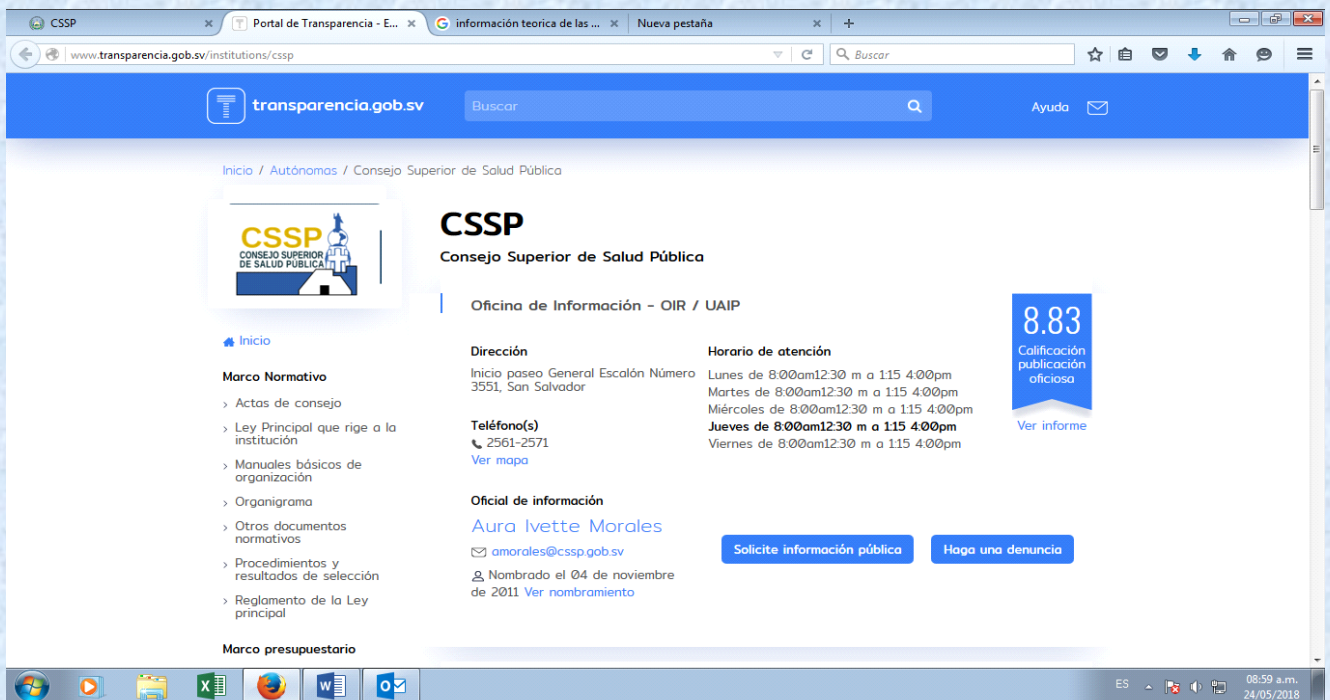 CSSP
Portal de Transparencia - E...
información teorica de las ...
Nueva pestaña
www.transparencia.gob.sv/institutions/cssp
Buscar
transparencia.gob.sv
Buscar
Ayuda
Inicio / Autónomas / Consejo Superior de Salud Pública
CSSP
CONSEJO SUPERIOR
DE SALUD PÚBLICA
CSSP
Consejo Superior de Salud Pública
Oficina de Información - OIR / UAIP
8.83
Calificación
publicación
oficiosa
Ver informe
Dirección
Inicio paseo General Escalón Número
3551, San Salvador
Teléfono(s)
2561-2571
Ver mapa
Horario de atención
Lunes de 8:00am12:30 m a 1:15 4:00pm
Martes de 8:00am12:30 m a 1:15 4:00pm
Miércoles de 8:00am12:30 m a 1:15 4:00pm
Jueves de 8:00am12:30 m a 1:15 4:00pm
Viernes de 8:00am12:30 m a 1:15 4:00pm
Oficial de información
Aura Ivette Morales
amorales@cssp.gob.sv
Nombrado el 04 de noviembre
de 2011 Ver nombramiento
Solicite información pública
Haga una denuncia
Inicio
Marco Normativo
Actas de consejo
Ley Principal que rige a la
institución
Manuales básicos de
organización
Organigrama
Otros documentos
normativos
Procedimientos y
resultados de selección
Reglamento de la Ley
principal
Marco presupuestario
ES
08:59 a.m.
24/05/2018